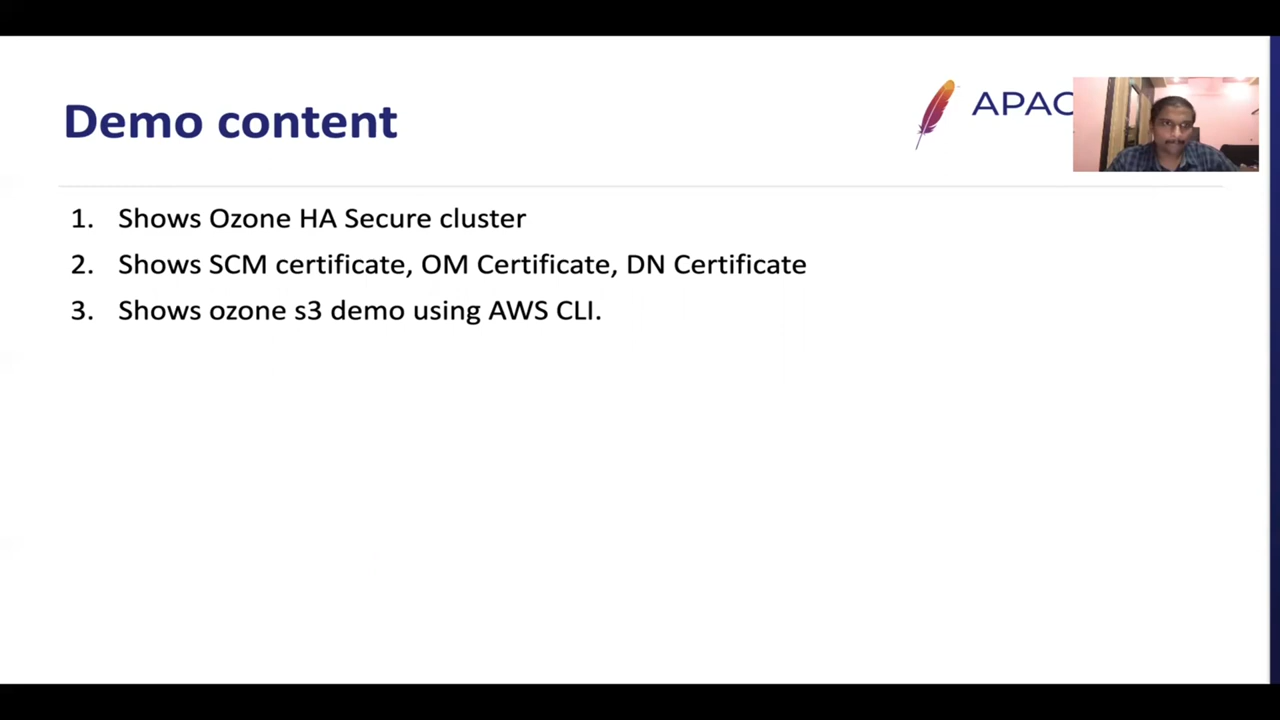 Demo content
APAC
1. Shows Ozone HA Secure cluster
2. Shows SCM certificate, OM Certificate, DN Certificate
3. Shows ozone s3 demo using AWS CLI.